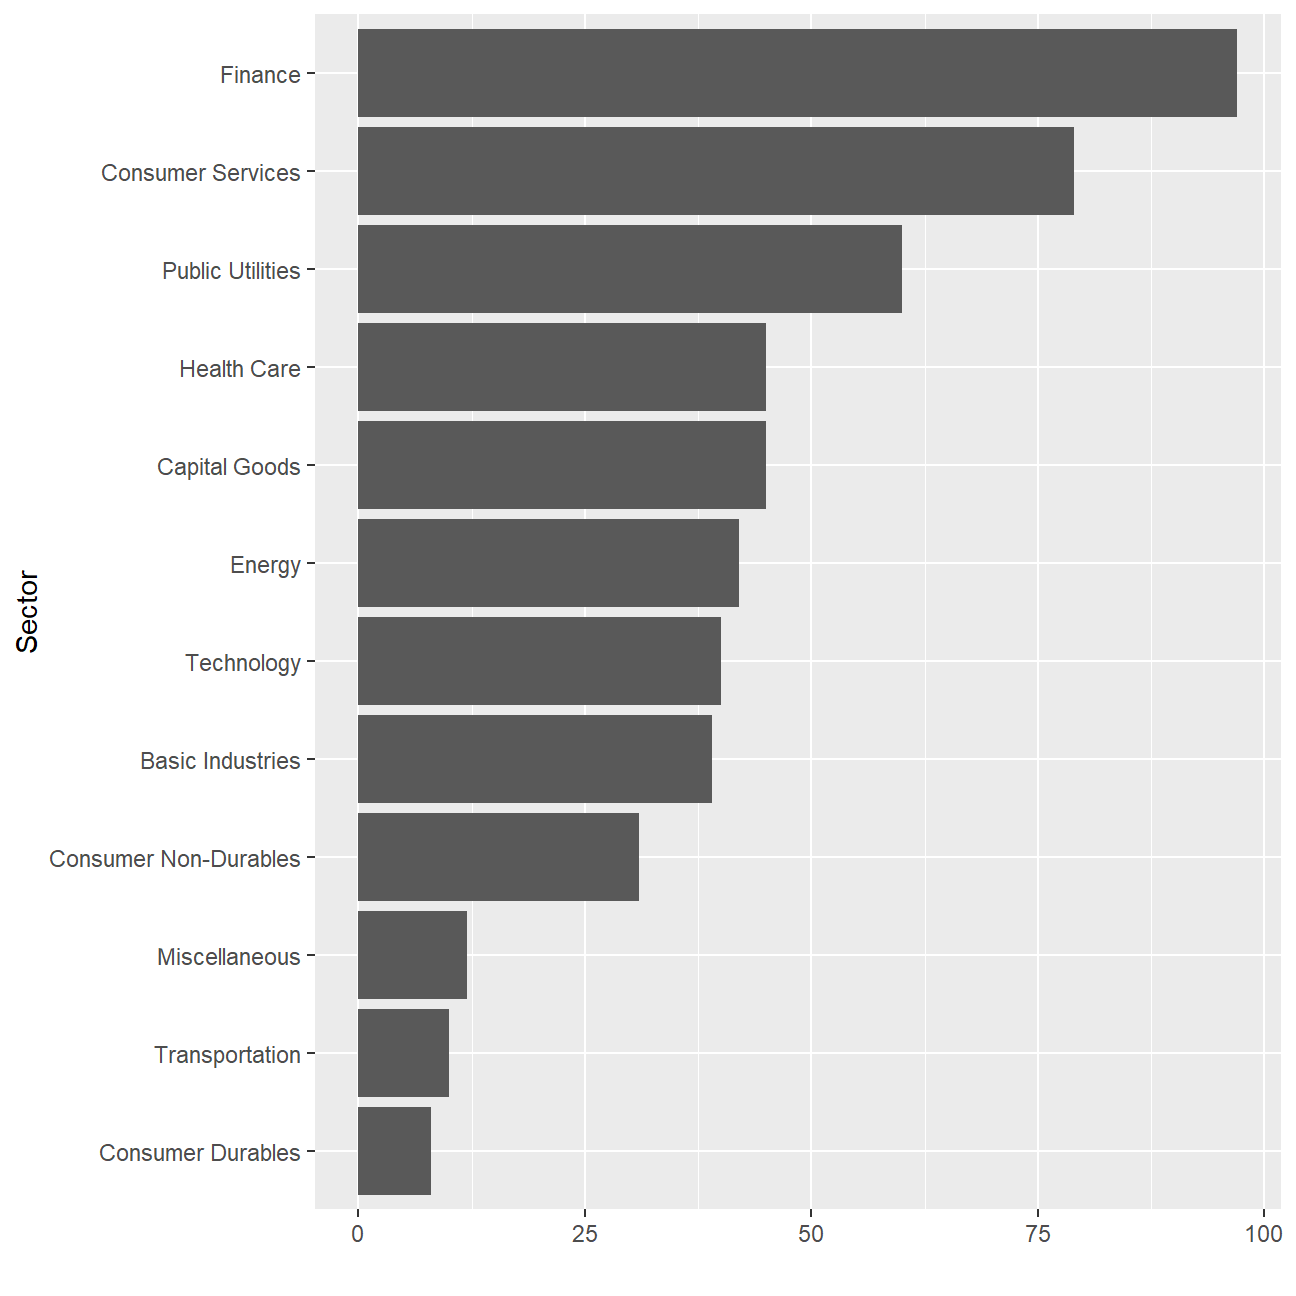 Finance
Consumer Services
Public Utilities
Health Care
Capital Goods
Energy
Technology
Basic Industries
Consumer Non-Durables
Miscellaneous
Transportation
Consumer Durables
Sector
0 25 50 75 100